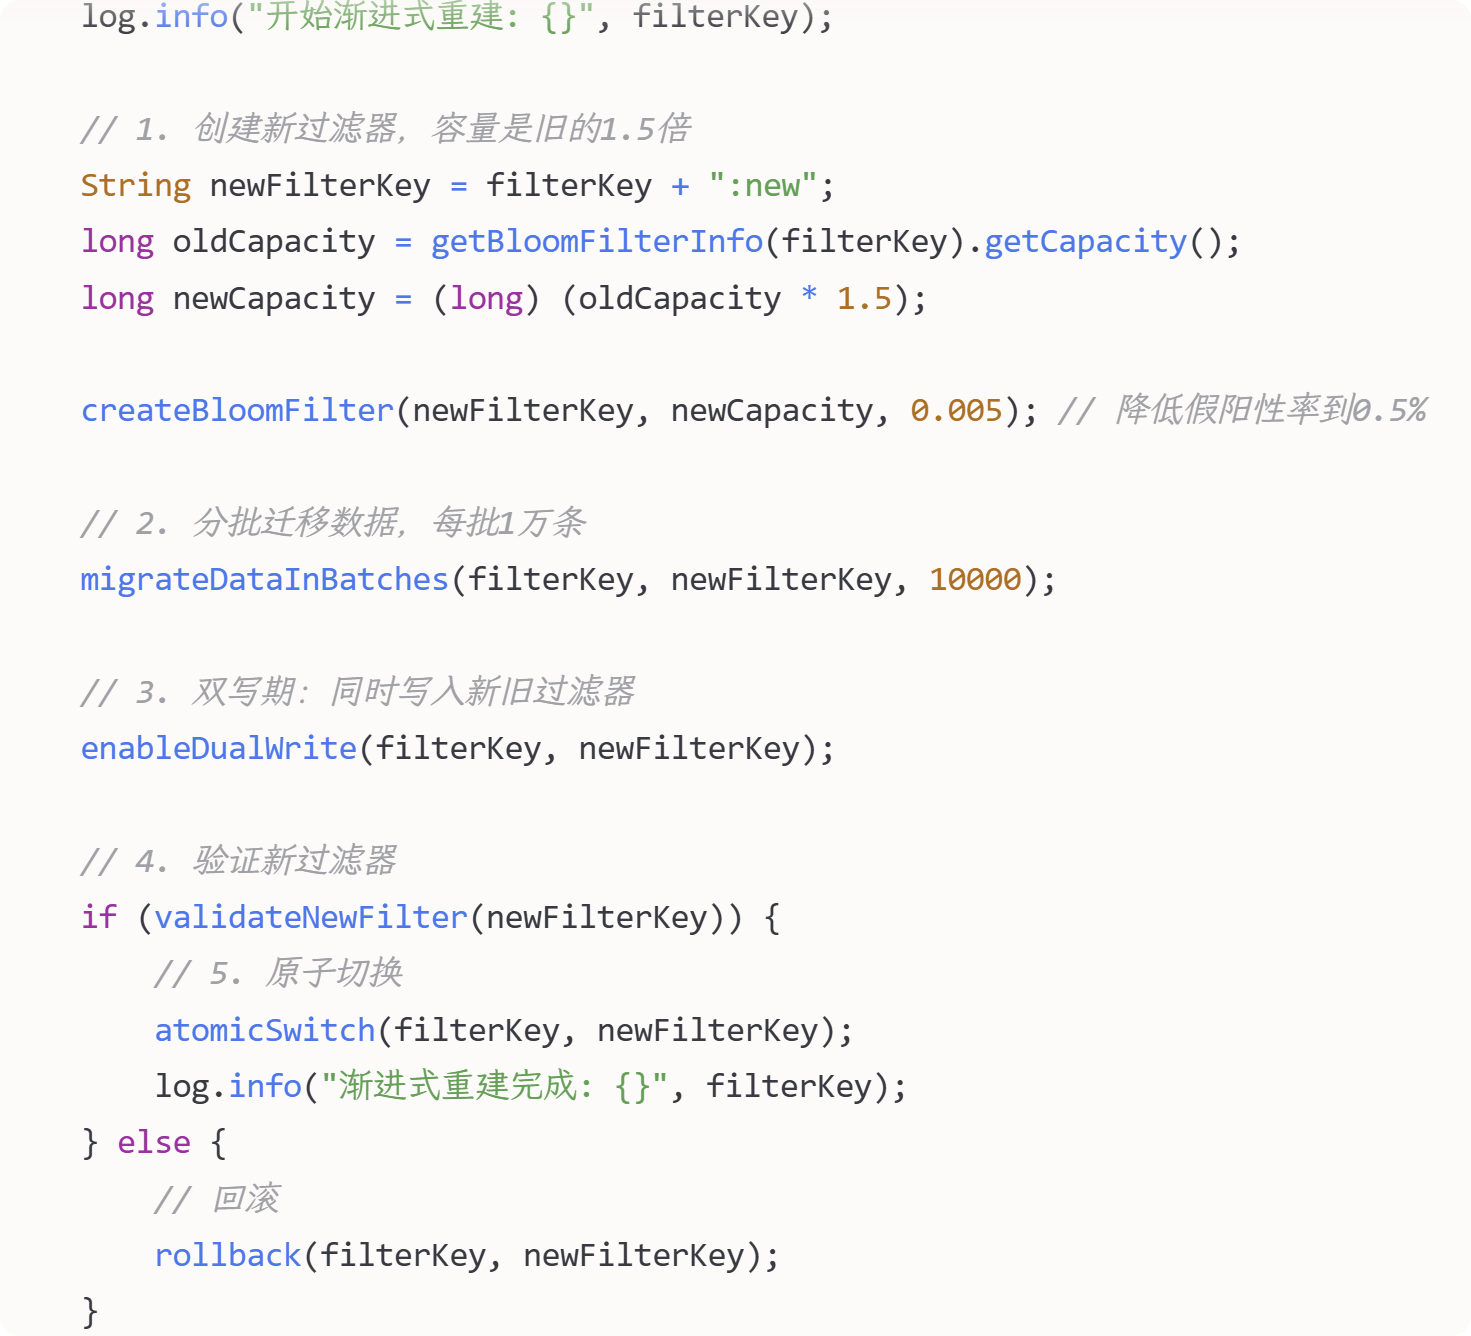 log.info("开始渐进式重建: {}", filterKey);
// 1. 创建新过滤器，容量是旧的1.5倍
String newFilterKey = filterKey + ":new";
long oldCapacity = getBloomFilterInfo(filterKey).getCapacity();
long newCapacity = (long) (oldCapacity * 1.5);
createBloomFilter(newFilterKey, newCapacity, 0.005); // 降低假阳性率到0.5%
// 2. 分批迁移数据，每批1万条
migrateDataInBatches(filterKey, newFilterKey, 10000);
// 3. 双写期：同时写入新旧过滤器
enableDualWrite(filterKey, newFilterKey);
// 4. 验证新过滤器
if (validateNewFilter(newFilterKey)) {
    // 5. 原子切换
    atomicSwitch(filterKey, newFilterKey);
    log.info("渐进式重建完成: {}", filterKey);
} else {
    // 回滚
    rollback(filterKey, newFilterKey);
}